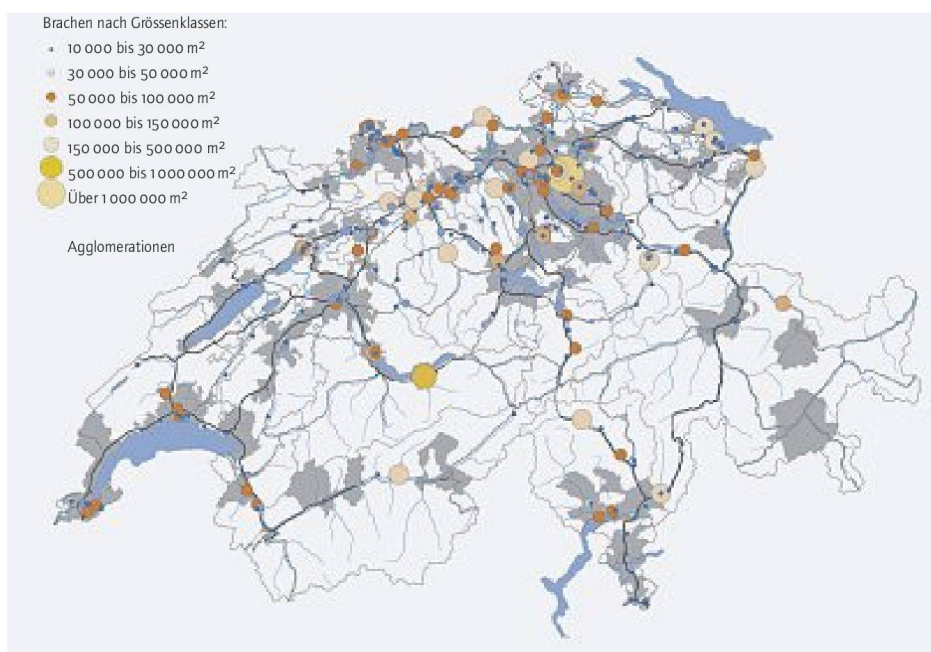 Brachen nach Grössenklassen:
10 000 bis 30 000 m²
30 000 bis 50 000 m²
50 000 bis 100 000 m²
100 000 bis 150 000 m²
150 000 bis 500 000 m²
500 000 bis 1 000 000 m²
Über 1 000 000 m²
Agglomerationen